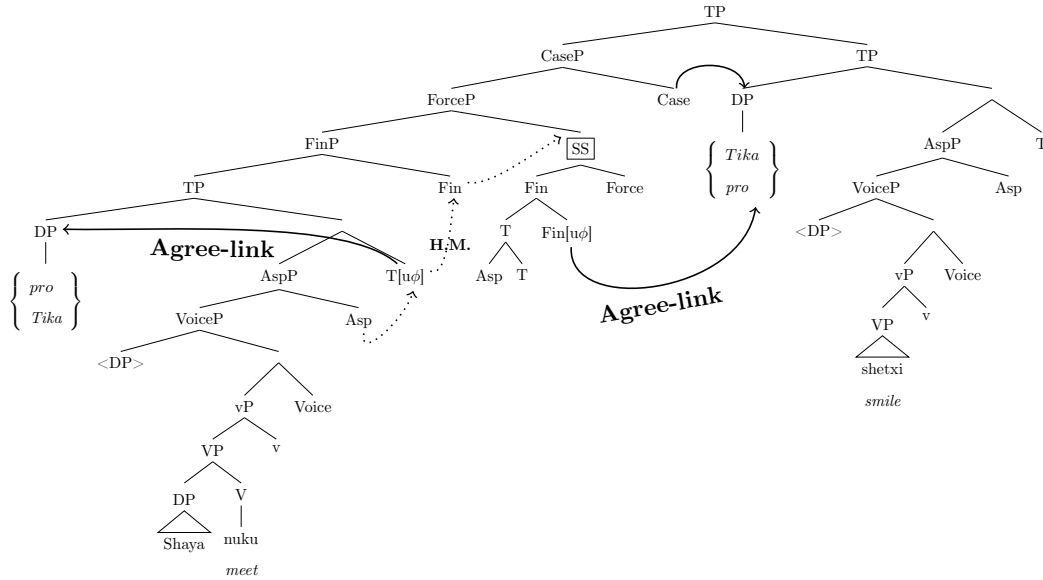 TP
CaseP TP
ForceP Case DP
FinP SS Tika AspP T
TP Fin Fin Force pro VoiceP Asp
DP Agree-link H.M. T Fin[uϕ] <DP>
pro AspP T[uϕ] Asp T vP Voice
Tika VoiceP Asp Agree-link VP v
<DP> shetxi
vP Voice smile
VP v
DP V
Shaya nuku
meet